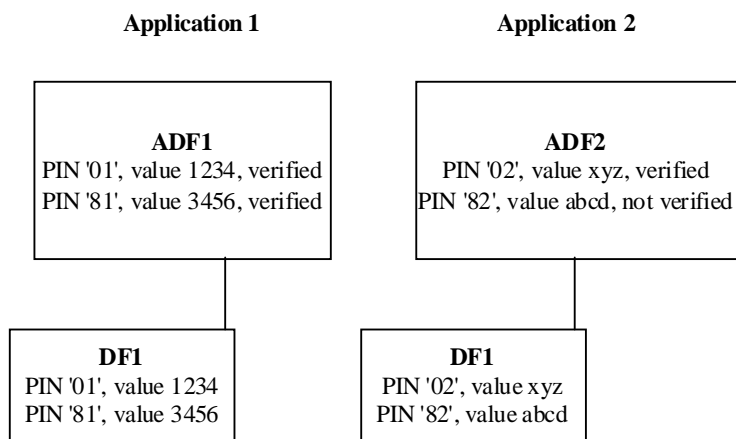 Application 1
Application 2
ADF1
PIN '01', value 1234, verified
PIN '81', value 3456, verified
ADF2
PIN '02', value xyz, verified
PIN '82', value abcd, not verified
DF1
PIN '01', value 1234
PIN '81', value 3456
DF1
PIN '02', value xyz
PIN '82', value abcd